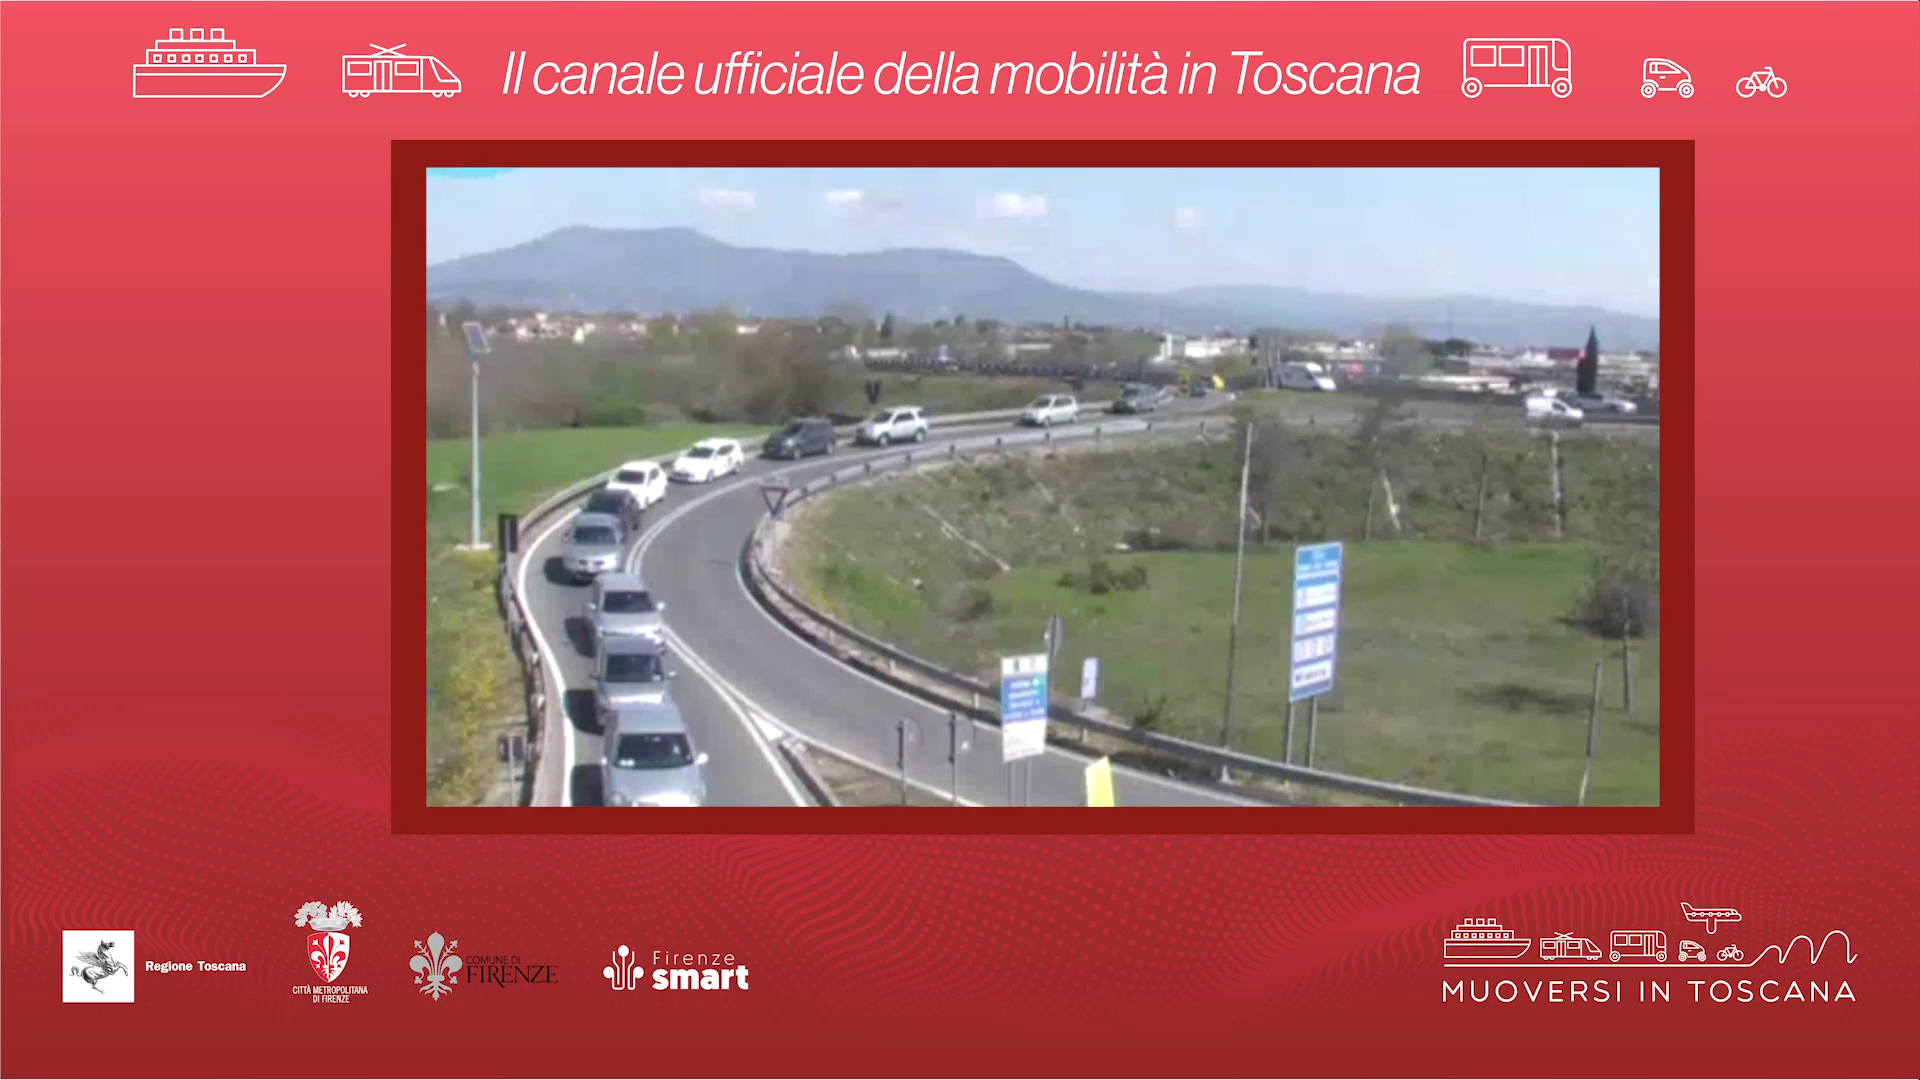 Il canale ufficiale della mobilità in Toscana
Regione Toscana
CITTÀ METROPOLITANA
DI FIRENZE
COMUNE DI
FIRENZE
Firenze
smart
MUOVERSI IN TOSCANA